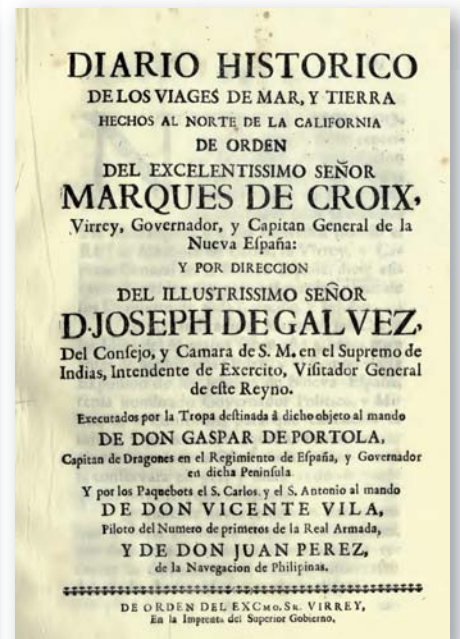 DIARIO HISTORICO
DE LOS VIAGES DE MAR, Y TIERRA
HECHOS AL NORTE DE LA CALIFORNIA
DE ORDEN
DEL EXCELENTISSIMO SEÑOR
MARQUES DE CROIX,
Virrey, Governador, y Capitan General de la
Nueva Eſpaña:
Y POR DIRECCION
DEL ILLUSTRISSIMO SEÑOR
D. JOSEPH DE GALVEZ,
Del Conſejo, y Camara de S. M. en el Supremo de
Indias, Intendente de Exercito, Viſitador General
de eſte Reyno.
Executados por la Tropa deſtinada â dicho objeto al mando
DE DON GASPAR DE PORTOLA,
Capitan de Dragones en el Regimiento de Eſpaña, y Governador
en dicha Peninſula.
Y por los Paquebots el S. Carlos, y el S. Antonio al mando
DE DON VICENTE VILA,
Piloto del Numero de primeros de la Real Armada,
Y DE DON JUAN PEREZ,
de la Navegacion de Philipinas.
DE ORDEN DEL EXCMO. SR. VIRREY,
En la Imprenta del Superior Gobierno.